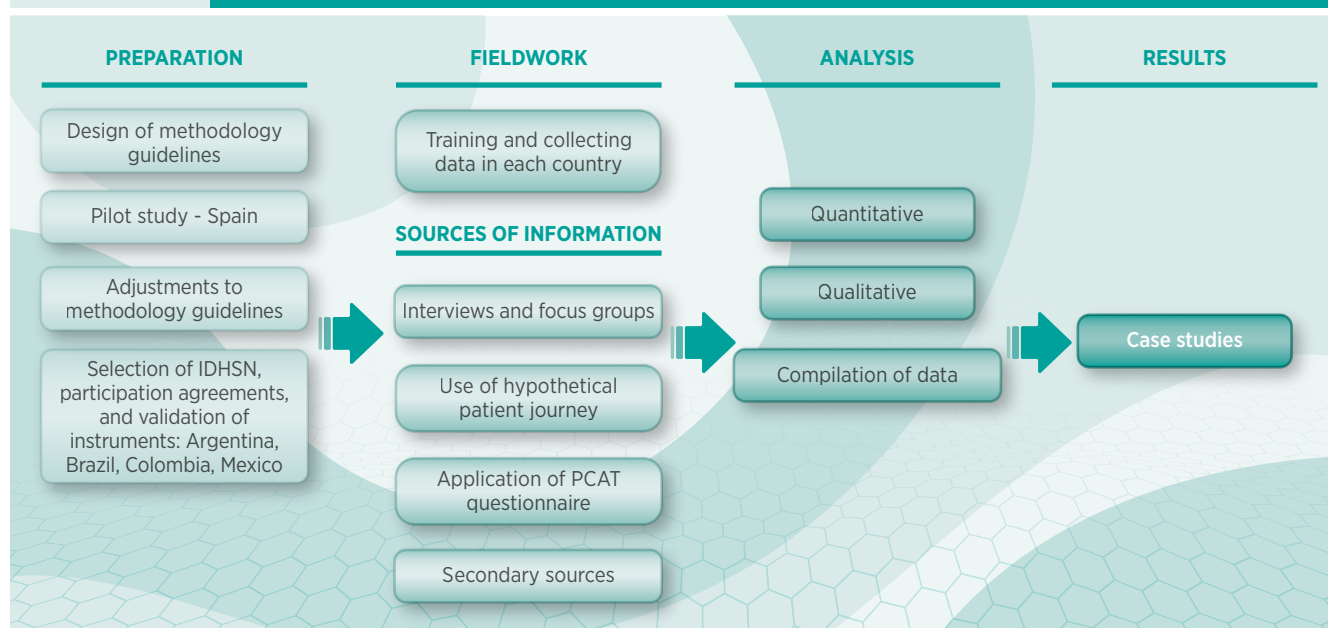 PREPARATION
Design of methodology
guidelines
Pilot study - Spain
Adjustments to
methodology guidelines
Selection of IDHSN,
participation agreements,
and validation of
instruments: Argentina,
Brazil, Colombia, Mexico
FIELDWORK
Training and collecting
data in each country
SOURCES OF INFORMATION
Interviews and focus groups
Use of hypothetical
patient journey
Application of PCAT
questionnaire
Secondary sources
ANALYSIS
Quantitative
Qualitative
Compilation of data
RESULTS
Case studies